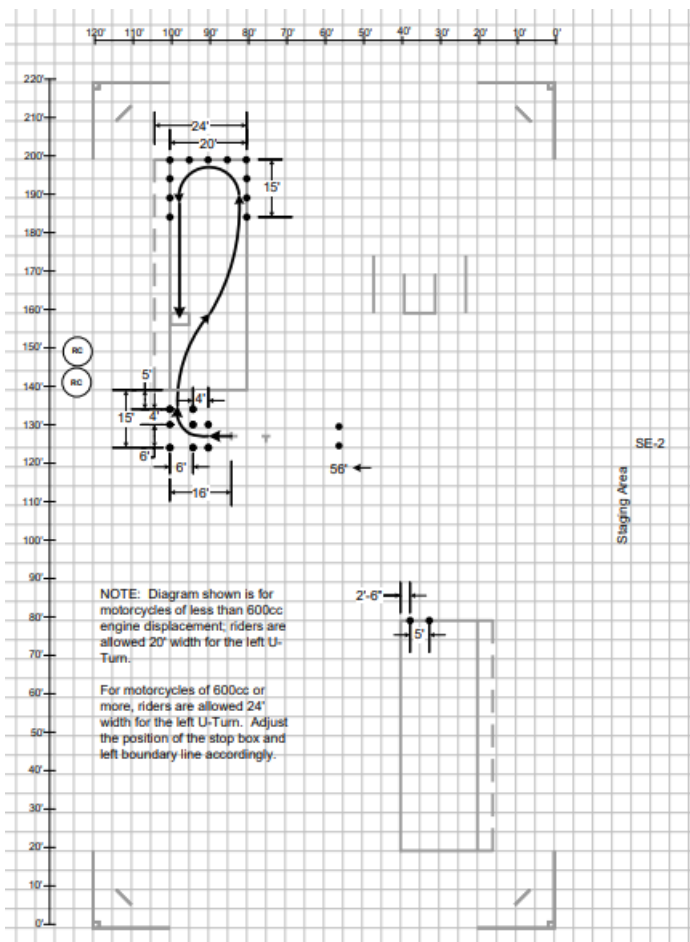 120' 110' 100' 90' 80' 70' 60' 50' 40' 30' 20' 10' 0'
220'
210'
24'
20'
200'
15'
190'
180'
170'
160'
150'
RC
5'
RC
140'
4'
15'
4'
130'
T
6'
6'
120'
56'
SE-2
16'
110'
Staging Area
100'
90'
NOTE: Diagram shown is for
motorcycles of less than 600cc
engine displacement; riders are
allowed 20' width for the left U-
Turn.
2'-6"
80'
5'
70'
For motorcycles of 600cc or
more, riders are allowed 24'
width for the left U-Turn. Adjust
the position of the stop box and
left boundary line accordingly.
60'
50'
40'
30'
20'
10'
0'